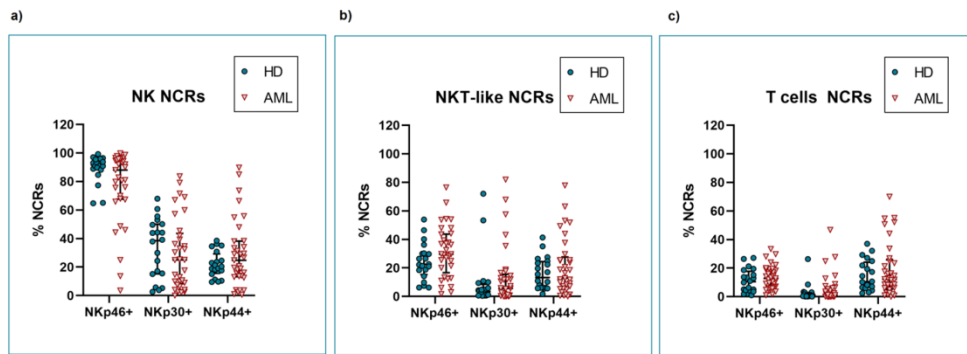 a)
HD
AML
NK NCRs
% NCRs
120
100
80
60
40
20
0
NKp46+ NKp30+ NKp44+
b)
HD
AML
NKT-like NCRs
% NCRs
120
100
80
60
40
20
0
NKp46+ NKp30+ NKp44+
c)
HD
AML
T cells NCRs
% NCRs
120
100
80
60
40
20
0
NKp46+ NKp30+ NKp44+